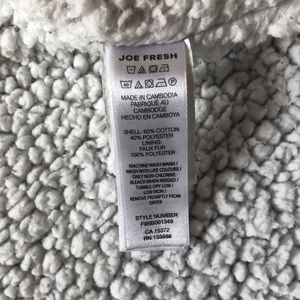 JOE FRESH
MADE IN CAMBODIA
FABRIQUÉ AU
CAMBODGE
HECHO EN CAMBOYA
SHELL: 60% COTTON
40% POLYESTER
LINING:
FAUX FUR
100% POLYESTER
MACHINE WASH WARM /
WASH WITH LIKE COLOURS /
ONLY NON-CHLORINE
BLEACH WHEN NEEDED /
TUMBLE DRY LOW /
LOW IRON /
REMOVE PROMPTLY FROM
DRYER
STYLE NUMBER
CA 15372